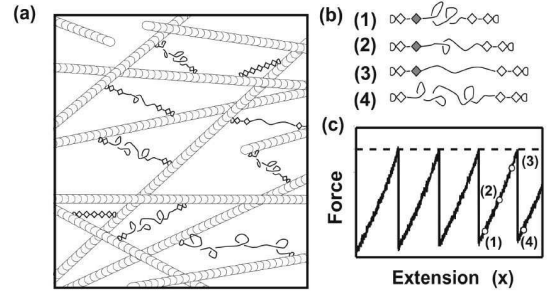 (a)
(b)
(1)
(2)
(3)
(4)
(c)
Force
(1)
(2)
(3)
(4)
Extension (x)